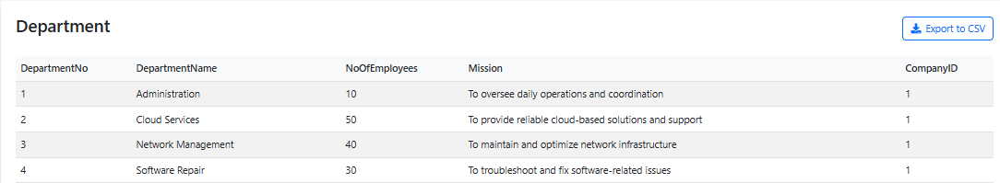 Department
Export to CSV
DepartmentNo DepartmentName NoOfEmployees Mission CompanyID
1 Administration 10 To oversee daily operations and coordination 1
2 Cloud Services 50 To provide reliable cloud-based solutions and support 1
3 Network Management 40 To maintain and optimize network infrastructure 1
4 Software Repair 30 To troubleshoot and fix software-related issues 1